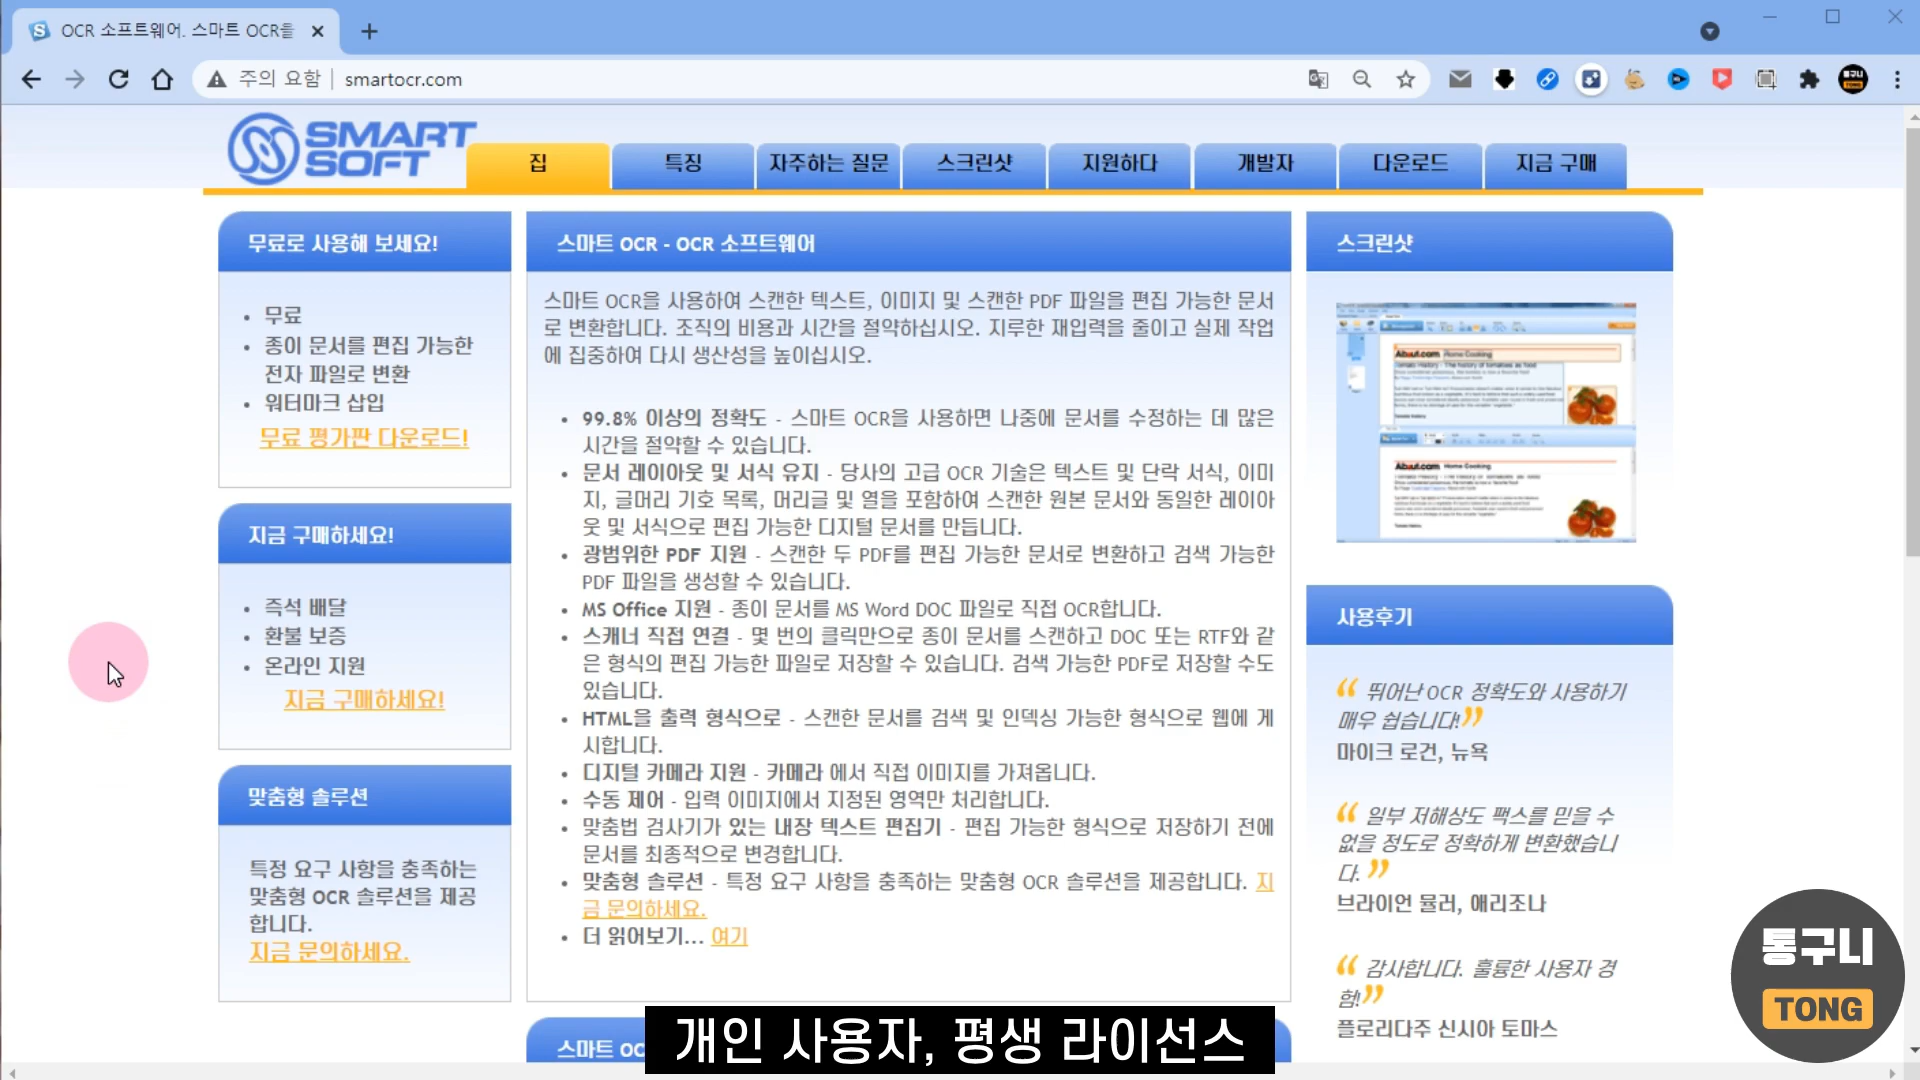 OCR 소프트웨어. 스마트 OCR을
주의 요함 smartocr.com
SMART
SOFT
집
특징
자주하는 질문
스크린샷
지원하다
개발자
다운로드
지금 구매
무료로 사용해 보세요!
무료
종이 문서를 편집 가능한
전자 파일로 변환
워터마크 삽입
무료 평가판 다운로드!
지금 구매하세요!
즉석 배달
환불 보증
온라인 지원
지금 구매하세요!
맞춤형 솔루션
특정 요구 사항을 충족하는
맞춤형 OCR 솔루션을 제공
합니다.
지금 문의하세요.
스마트 OCR - OCR 소프트웨어
스마트 OCR을 사용하여 스캔한 텍스트, 이미지 및 스캔한 PDF 파일을 편집 가능한 문서
로 변환합니다. 조직의 비용과 시간을 절약하십시오. 지루한 재입력을 줄이고 실제 작업
에 집중하여 다시 생산성을 높이십시오.
99.8% 이상의 정확도 - 스마트 OCR을 사용하면 나중에 문서를 수정하는 데 많은
시간을 절약할 수 있습니다.
문서 레이아웃 및 서식 유지 - 당사의 고급 OCR 기술은 텍스트 및 단락 서식, 이미
지, 글머리 기호 목록, 머리글 및 열을 포함하여 스캔한 원본 문서와 동일한 레이아
웃 및 서식으로 편집 가능한 디지털 문서를 만듭니다.
광범위한 PDF 지원 - 스캔한 두 PDF를 편집 가능한 문서로 변환하고 검색 가능한
PDF 파일을 생성할 수 있습니다.
MS Office 지원 - 종이 문서를 MS Word DOC 파일로 직접 OCR합니다.
스캐너 직접 연결 - 몇 번의 클릭만으로 종이 문서를 스캔하고 DOC 또는 RTF와 같
은 형식의 편집 가능한 파일로 저장할 수 있습니다. 검색 가능한 PDF로 저장할 수도
있습니다.
HTML을 출력 형식으로 - 스캔한 문서를 검색 및 인덱싱 가능한 형식으로 웹에 게
시합니다.
디지털 카메라 지원 - 카메라 에서 직접 이미지를 가져옵니다.
수동 제어 - 입력 이미지에서 지정된 영역만 처리합니다.
맞춤법 검사기가 있는 내장 텍스트 편집기 - 편집 가능한 형식으로 저장하기 전에
문서를 최종적으로 변경합니다.
맞춤형 솔루션 - 특정 요구 사항을 충족하는 맞춤형 OCR 솔루션을 제공합니다. 지
금 문의하세요.
더 읽어보기... 여기
스마트 OC
스크린샷
About.com Home Cooking
Tomato History - The history of tomatoes as food
About.com Home Cooking
사용후기
“ 뛰어난 OCR 정확도와 사용하기
매우 쉽습니다!”
마이크 로건, 뉴욕
“ 일부 저해상도 팩스를 믿을 수
없을 정도로 정확하게 변환했습니
다. ”
브라이언 뮬러, 애리조나
“ 감사합니다. 훌륭한 사용자 경
험!”
플로리다주 신시아 토마스
통구니
TONG
개인 사용자, 평생 라이선스